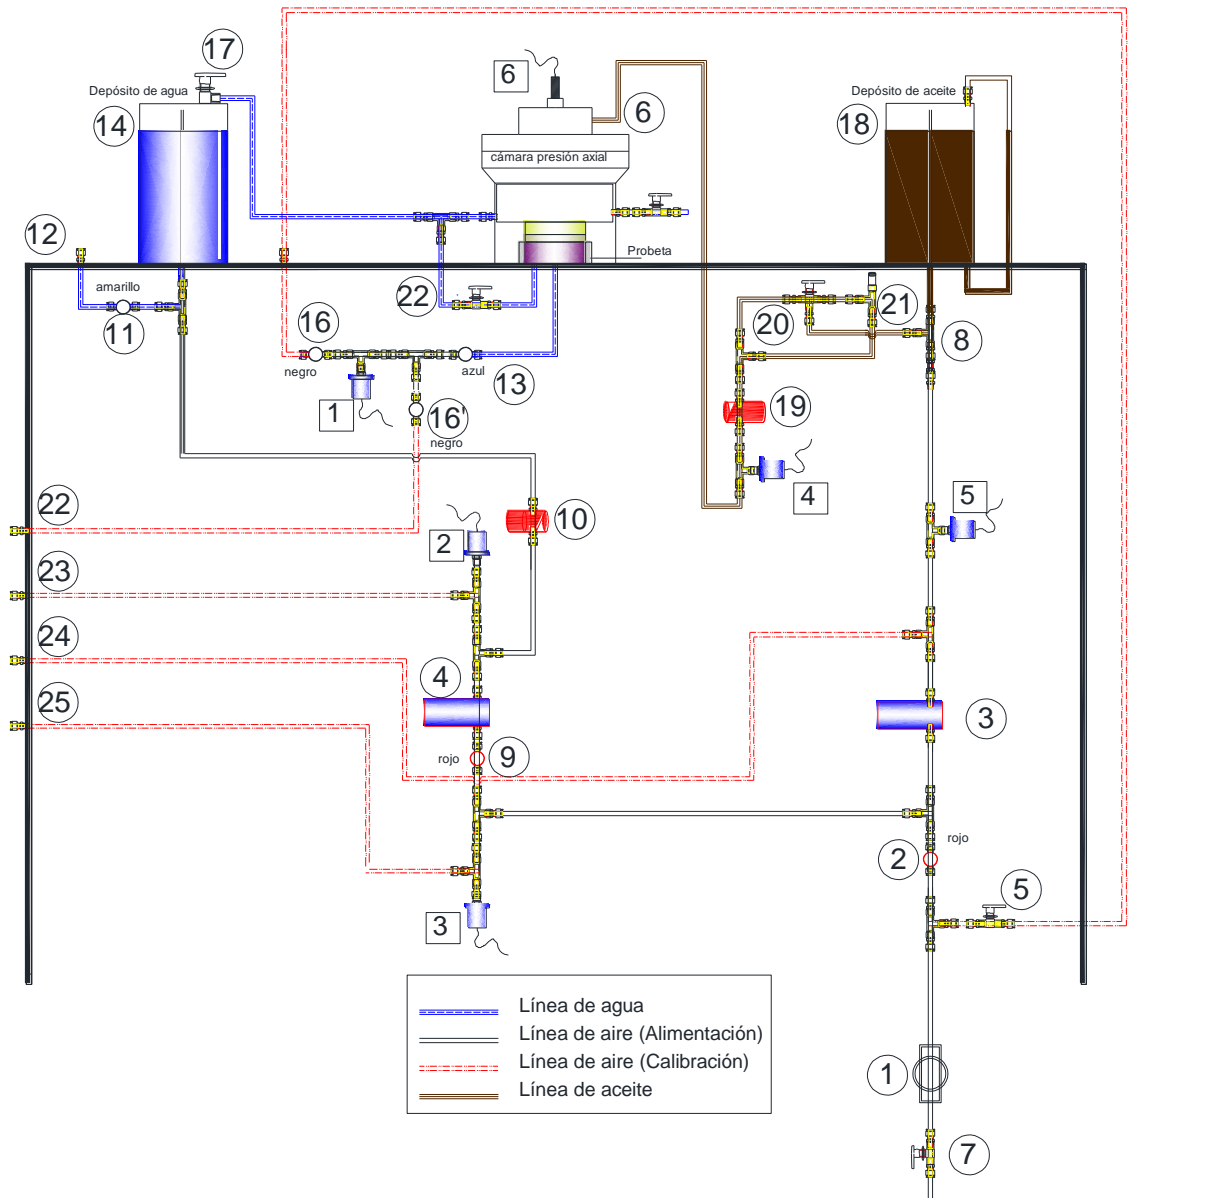 17
6
Depósito de agua
Depósito de aceite
14
6
18
cámara presión axial
12
Probeta
amarillo
22
21
11
16
20
8
negro
azul
13
1
16'
19
negro
4
5
22
10
2
23
24
4
25
3
rojo
9
rojo
2
5
3
Línea de agua
Línea de aire (Alimentación)
Línea de aire (Calibración)
Línea de aceite
1
7